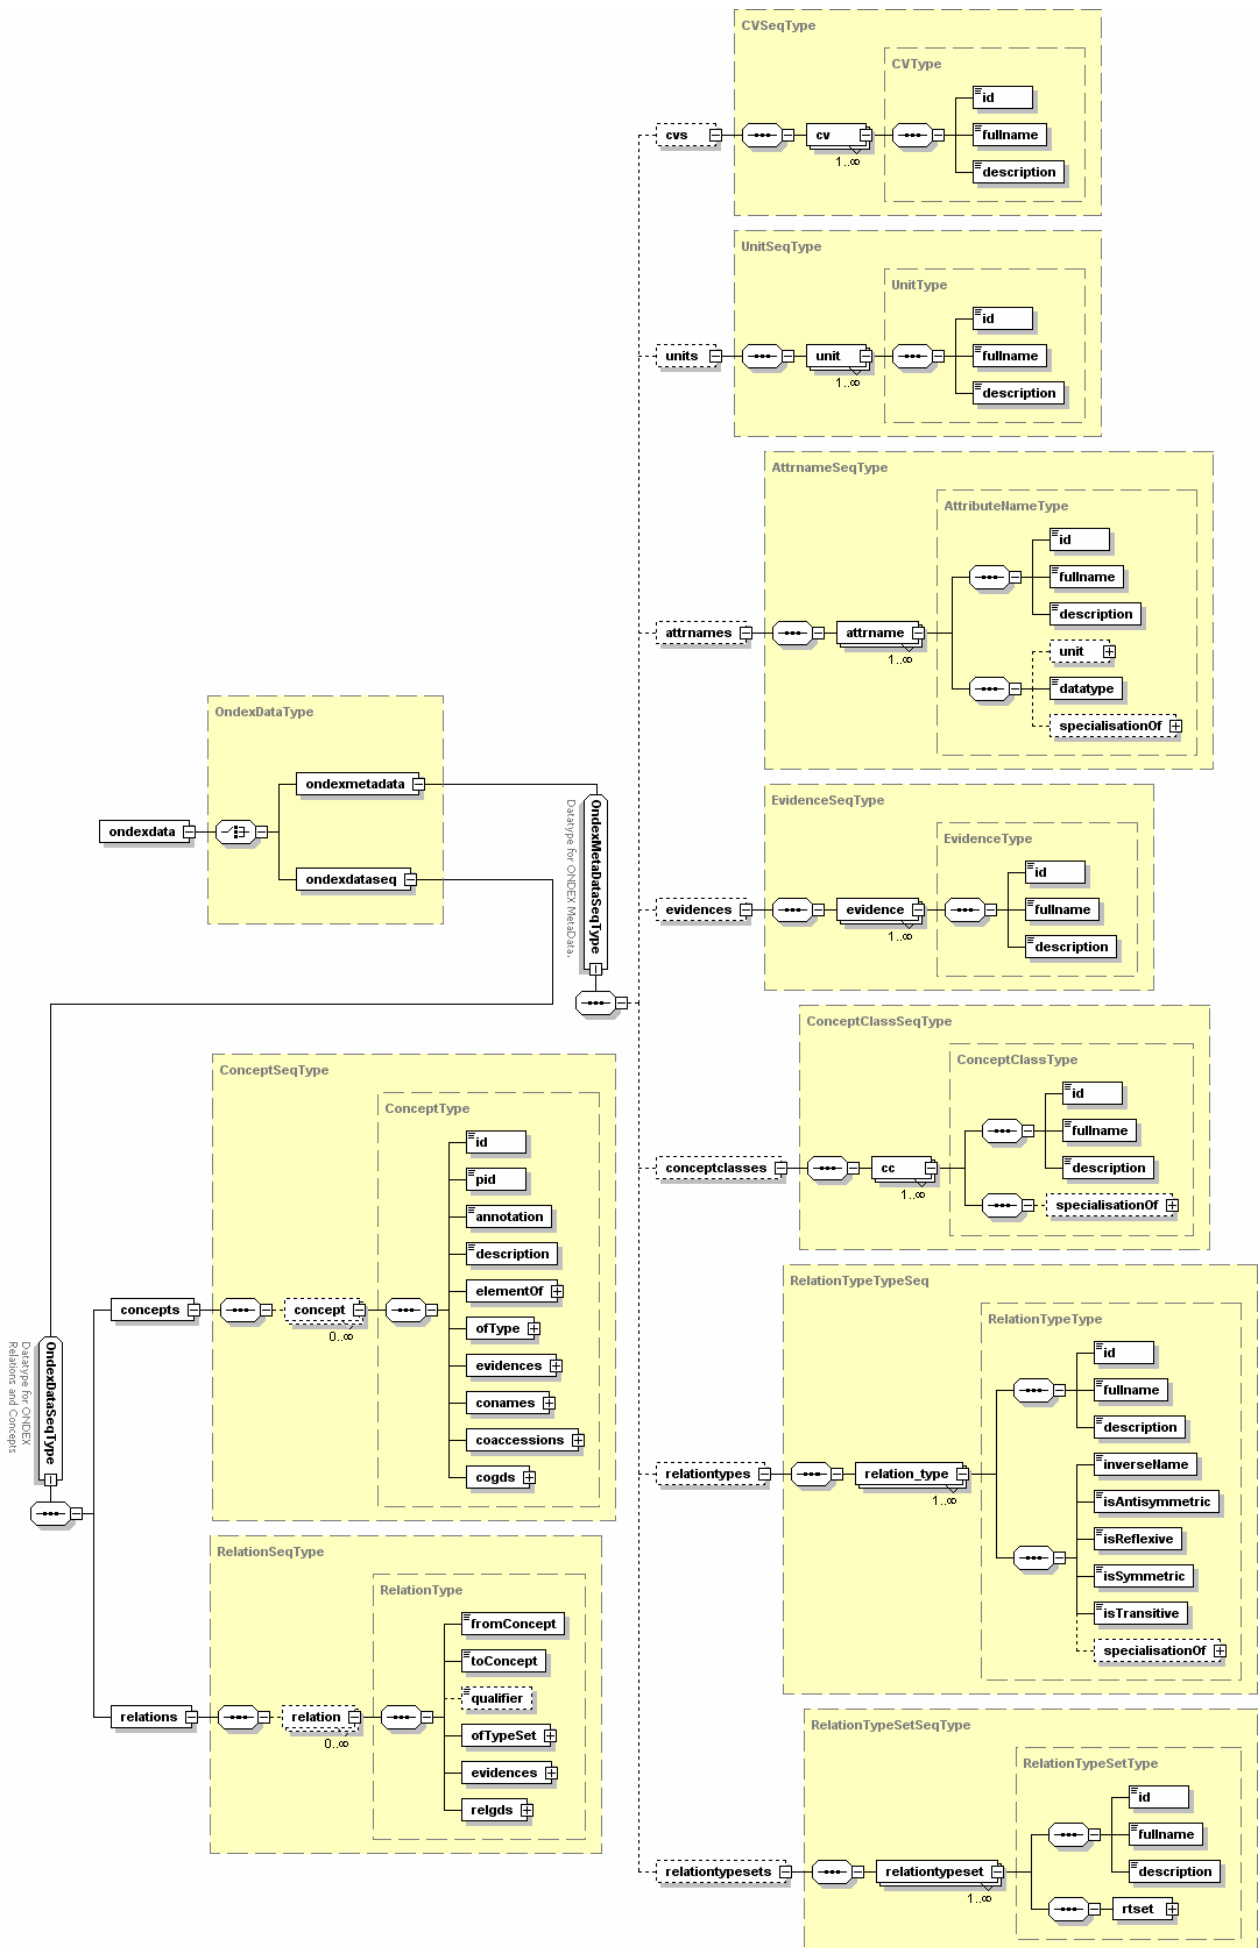 CVSeqType
CVType
id
cvs
cv
fullname
1..∞
description
UnitSeqType
UnitType
id
units
unit
fullname
1..∞
description
AttrnameSeqType
AttributeNameType
id
fullname
description
attrnames
attrname
1..∞
unit
datatype
specialisationOf
OndexDataType
ondexmetadata
ondexdata
ondexdataseq
OndexMetaDataSeqType
Datatype for ONDEX MetaData.
EvidenceSeqType
EvidenceType
id
evidences
evidence
fullname
1..∞
description
ConceptClassSeqType
ConceptClassType
id
fullname
description
conceptclasses
cc
1..∞
specialisationOf
ConceptSeqType
ConceptType
id
pid
annotation
description
elementOf
concepts
concept
0..∞
ofType
evidences
conames
coaccessions
cogds
OndexDataSeqType
Datatype for ONDEX
Relations and Concepts
RelationTypeTypeSeq
RelationTypeType
id
fullname
description
relationtypes
relation_type
1..∞
inverseName
isAntisymmetric
isReflexive
isSymmetric
isTransitive
specialisationOf
RelationSeqType
RelationType
fromConcept
toConcept
qualifier
relations
relation
0..∞
ofTypeSet
evidences
relgds
RelationTypeSetSeqType
RelationTypeSetType
id
fullname
description
relationtypesets
relationtypeset
1..∞
rtset